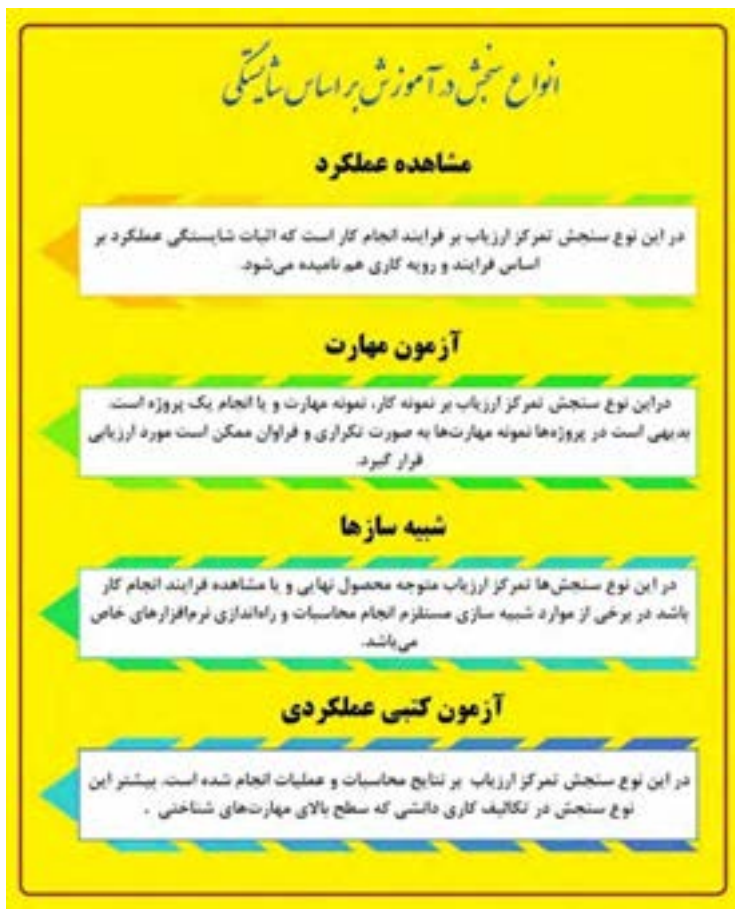 انواع سنجش در آموزش بر اساس شایستگی
مشاهده عملکرد
در این نوع سنجش تمرکز ارزیاب بر فرایند انجام کار است که اثبات شایستگی عملکرد بر
اساس فرایند و رویه کاری هم نامیده می‌شود.
آزمون مهارت
دراین نوع سنجش تمرکز ارزیاب بر نمونه کار، نمونه مهارت و یا انجام یک پروژه است.
بدیهی است در پروژه‌ها نمونه مهارت‌ها به صورت تکراری و فراوان ممکن است مورد ارزیابی
قرار گیرد.
شبیه سازها
در این نوع سنجش‌ها تمرکز ارزیاب متوجه محصول نهایی و یا مشاهده فرایند انجام کار
باشد در برخی از موارد شبیه سازی مستلزم انجام محاسبات و راه‌اندازی نرم‌افزارهای خاص
می‌باشد.
آزمون کتبی عملکردی
در این نوع سنجش تمرکز ارزیاب بر نتایج محاسبات و عملیات انجام شده است. بیشتر این
نوع سنجش در تکالیف کاری دانشی که سطح بالای مهارت‌های شناختی .